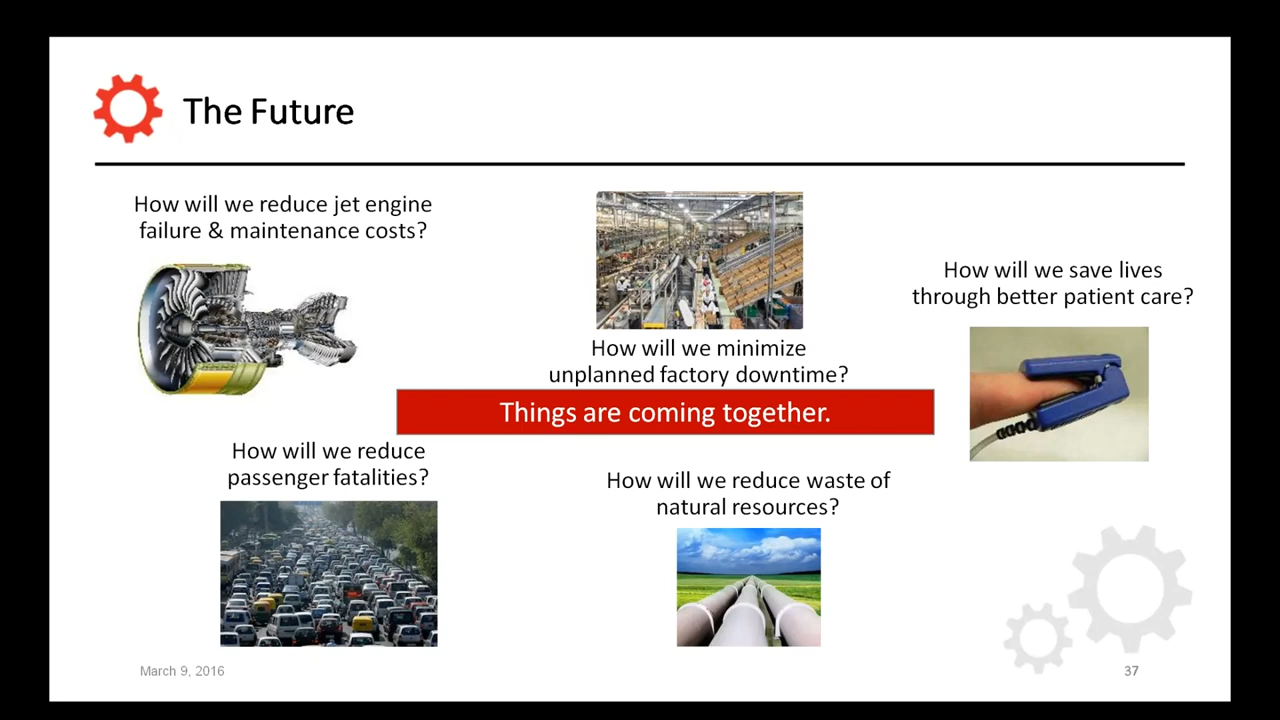 The Future
How will we reduce jet engine
failure & maintenance costs?
How will we minimize
unplanned factory downtime?
How will we save lives
through better patient care?
Things are coming together.
How will we reduce
passenger fatalities?
How will we reduce waste of
natural resources?
March 9, 2016
37